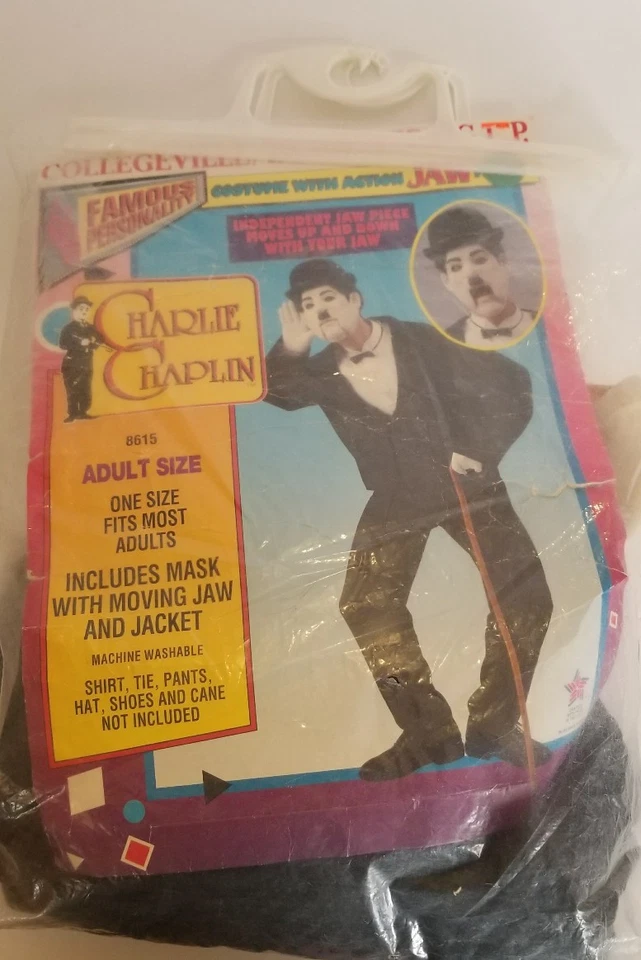 COLLEGEVILLE
FAMOUS
PERSONALITY
COSTUME WITH ACTION JAW
INDEPENDENT JAW PIECE
MOVES UP AND DOWN
WITH YOUR JAW
CHARLIE
CHAPLIN
8615
ADULT SIZE
ONE SIZE
FITS MOST
ADULTS
INCLUDES MASK
WITH MOVING JAW
AND JACKET
MACHINE WASHABLE
SHIRT, TIE, PANTS,
HAT, SHOES AND CANE
NOT INCLUDED